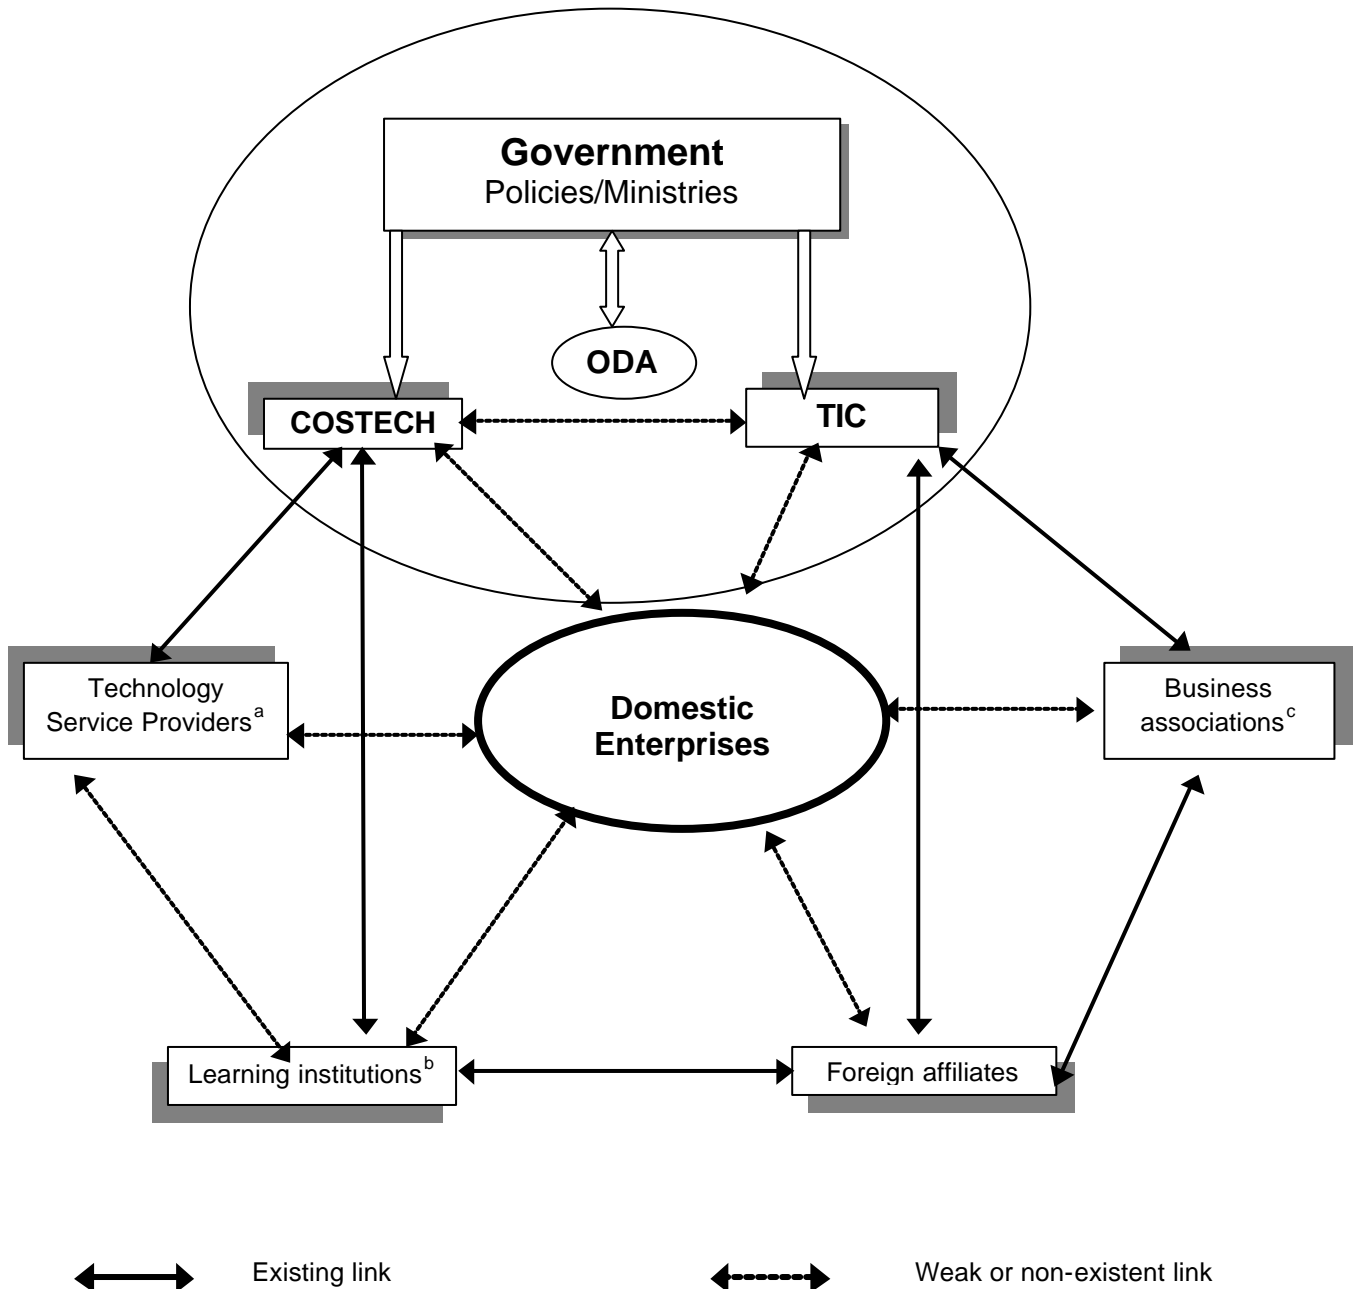 Government
Policies/Ministries
ODA
COSTECH
TIC
Technology
Service Providers a
Domestic
Enterprises
Business
associations c
Learning institutions b
Foreign affiliates
Existing link
Weak or non-existent link